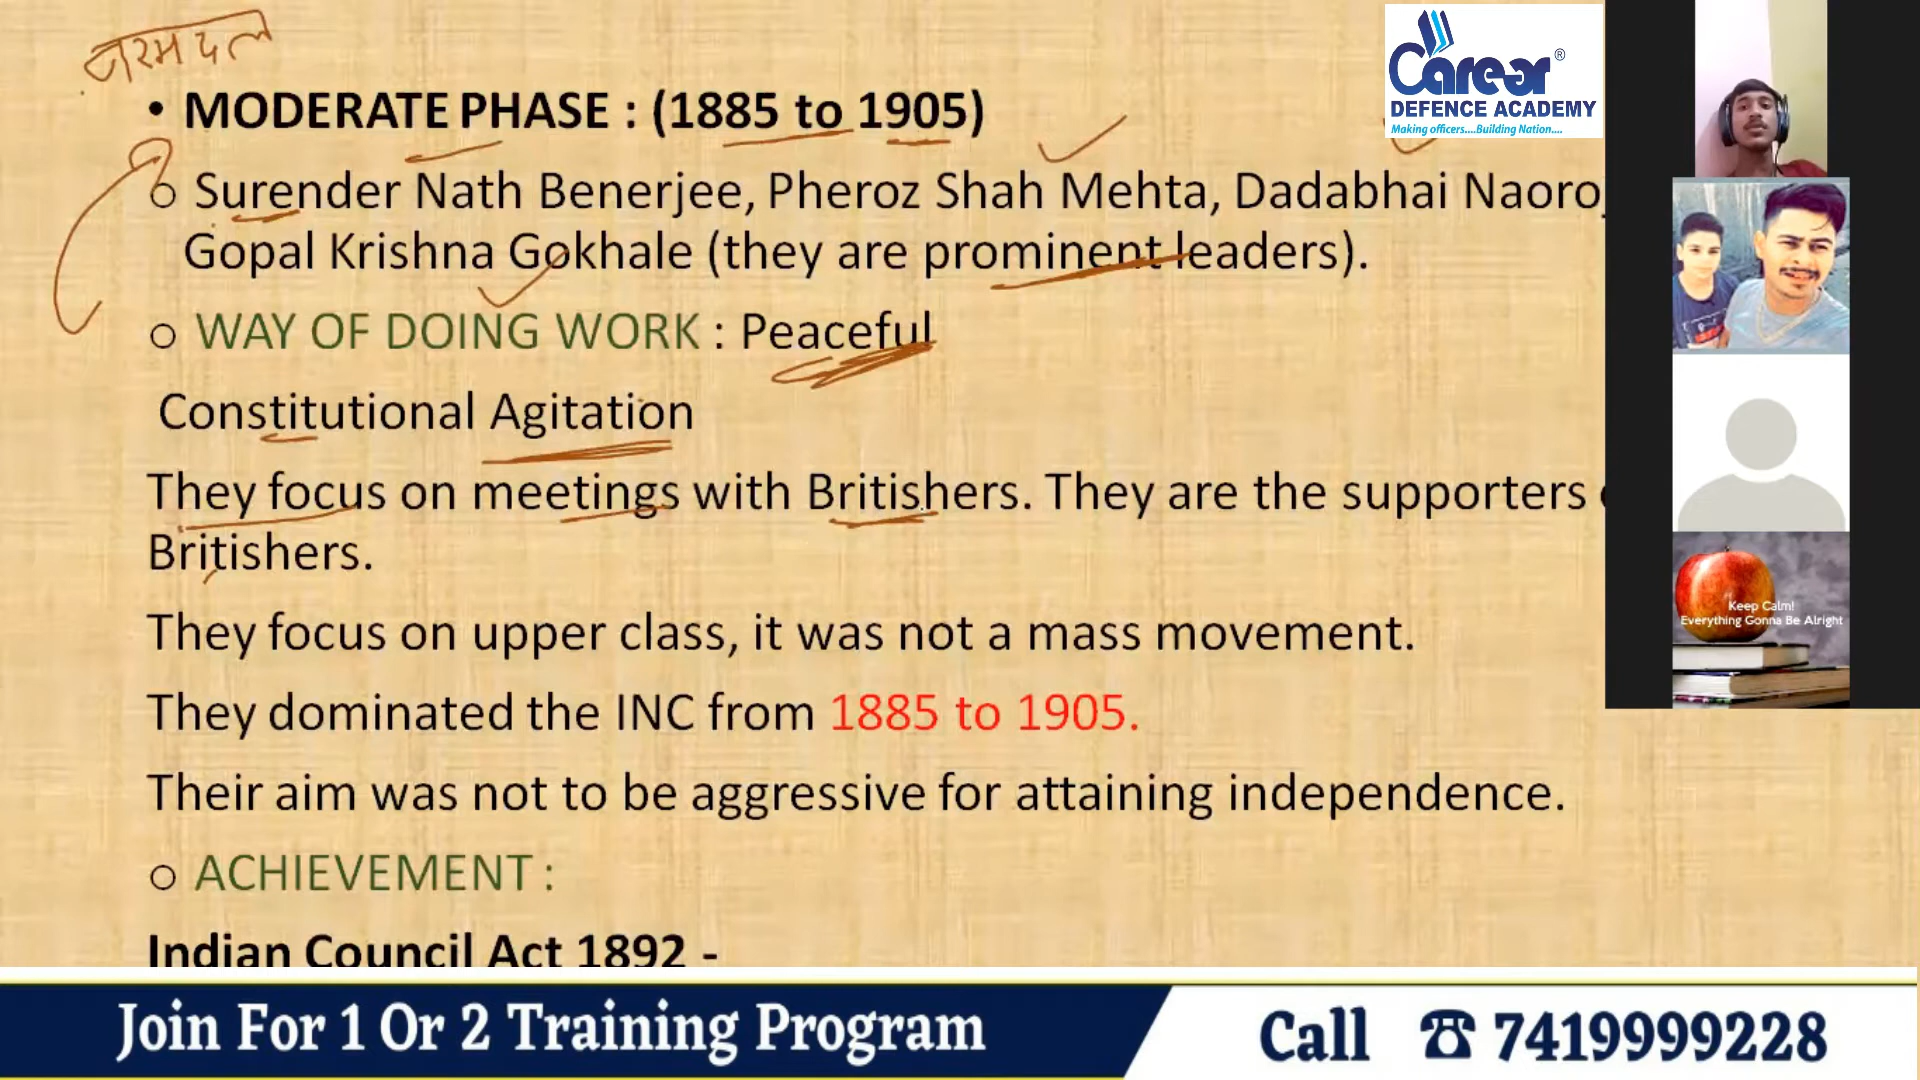 नरम दल
• MODERATE PHASE : (1885 to 1905)
o Surender Nath Benerjee, Pheroz Shah Mehta, Dadabhai Naoro
Gopal Krishna Gokhale (they are prominent leaders).
o WAY OF DOING WORK : Peaceful
Constitutional Agitation
They focus on meetings with Britishers. They are the supporters
Britishers.
They focus on upper class, it was not a mass movement.
They dominated the INC from 1885 to 1905.
Their aim was not to be aggressive for attaining independence.
o ACHIEVEMENT :
Indian Council Act 1892 -
Career ®
DEFENCE ACADEMY
Making officers....Building Nation....
Keep Calm!
Everything Gonna Be Alright
Join For 1 Or 2 Training Program
Call ☎ 7419999228